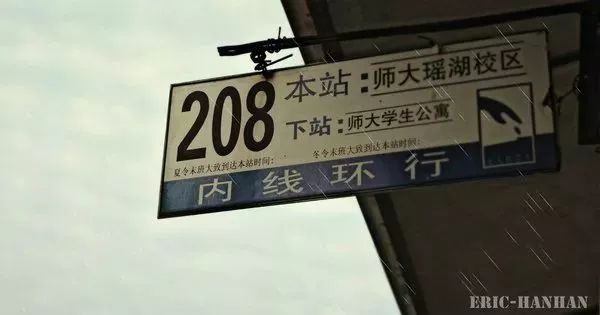 208
本站:师大瑶湖校区
下站:师大学生公寓
夏令末班大致到达本站时间: 冬令末班大致到达本站时间:
内线环行
ERIC-HANHAN